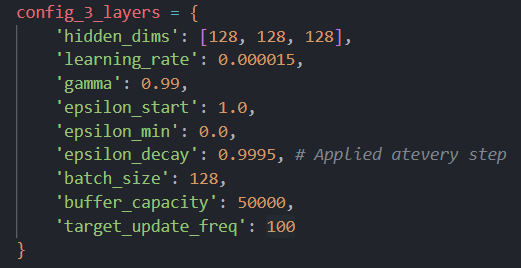 config_3_layers = {
    'hidden_dims': [128, 128, 128],
    'learning_rate': 0.000015,
    'gamma': 0.99,
    'epsilon_start': 1.0,
    'epsilon_min': 0.0,
    'epsilon_decay': 0.9995, # Applied atevery step
    'batch_size': 128,
    'buffer_capacity': 50000,
    'target_update_freq': 100
}